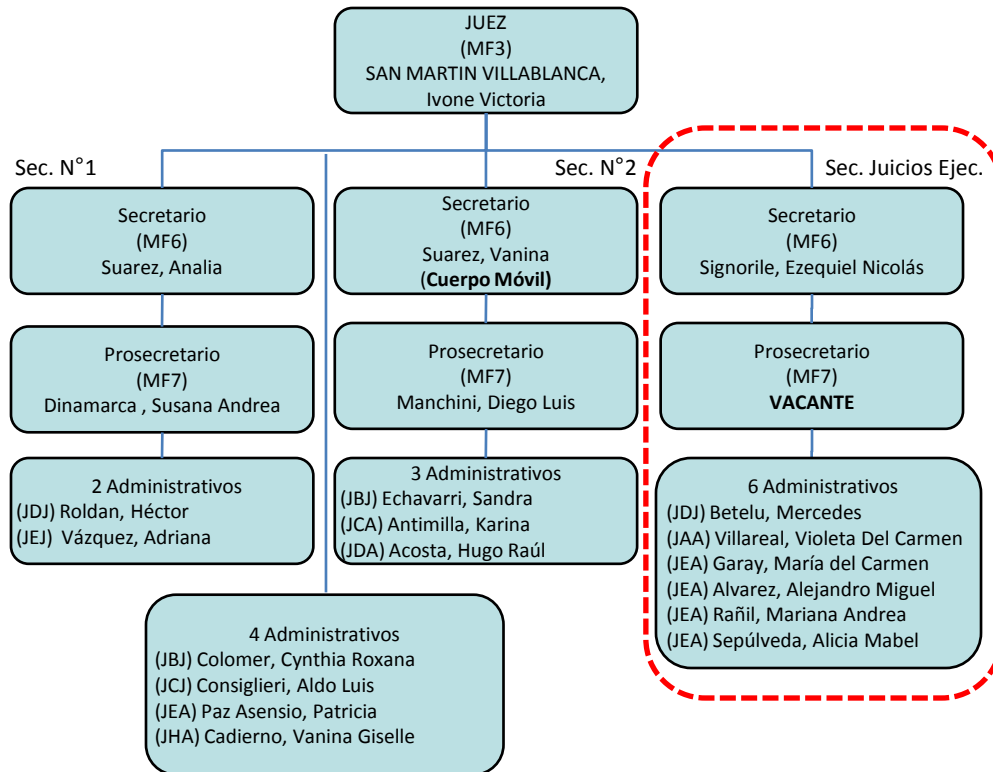 JUEZ
(MF3)
SAN MARTIN VILLABLANCA,
Ivone Victoria
Sec. N°1
Secretario
(MF6)
Suarez, Analia
Prosecretario
(MF7)
Dinamarca , Susana Andrea
2 Administrativos
(JDJ) Roldan, Héctor
(JEJ) Vázquez, Adriana
Sec. N°2
Secretario
(MF6)
Suarez, Vanina
(Cuerpo Móvil)
Prosecretario
(MF7)
Manchini, Diego Luis
3 Administrativos
(JBJ) Echavarri, Sandra
(JCA) Antimilla, Karina
(JDA) Acosta, Hugo Raúl
Sec. Juicios Ejec.
Secretario
(MF6)
Signorile, Ezequiel Nicolás
Prosecretario
(MF7)
VACANTE
6 Administrativos
(JDJ) Betelu, Mercedes
(JAA) Villareal, Violeta Del Carmen
(JEA) Garay, María del Carmen
(JEA) Alvarez, Alejandro Miguel
(JEA) Rañil, Mariana Andrea
(JEA) Sepúlveda, Alicia Mabel
4 Administrativos
(JBJ) Colomer, Cynthia Roxana
(JCJ) Consiglieri, Aldo Luis
(JEA) Paz Asensio, Patricia
(JHA) Cadierno, Vanina Giselle